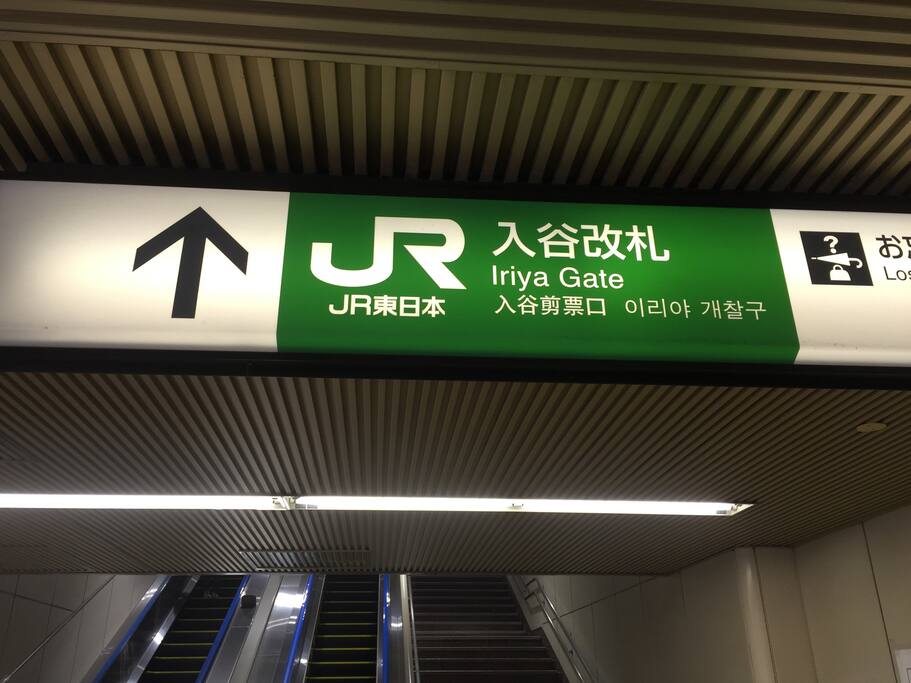 JR
JR東日本
入谷改札
Iriya Gate
入谷剪票口 이리야 개찰구